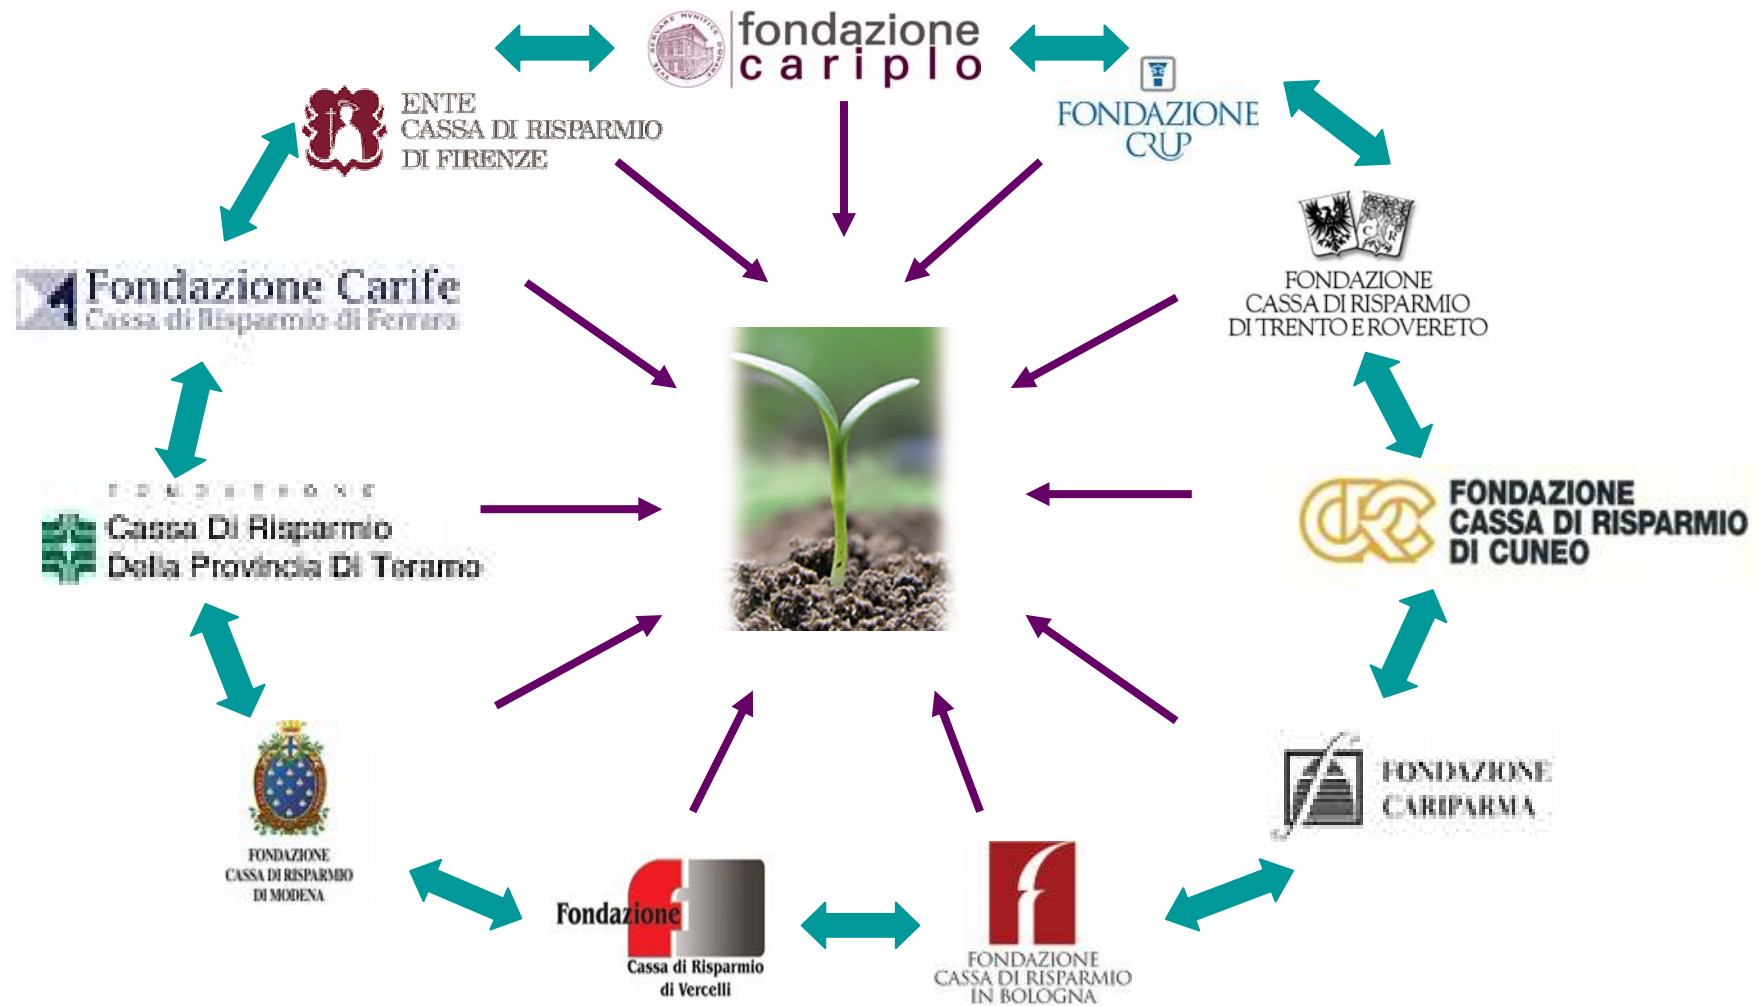 fondazione
cariplo
FONDAZIONE
CRUP
ENTE
CASSA DI RISPARMIO
DI FIRENZE
FONDAZIONE
CASSA DI RISPARMIO
DI TRENTO E ROVERETO
C R
Fondazione Carife
Cassa di Risparmio di Ferrara
FONDAZIONE
Cassa Di Risparmio
Della Provincia Di Teramo
FONDAZIONE
CASSA DI RISPARMIO
DI CUNEO
FONDAZIONE
CARIPARMA
FONDAZIONE
CASSA DI RISPARMIO
DI MODENA
Fondazione
Cassa di Risparmio
di Vercelli
FONDAZIONE
CASSA DI RISPARMIO
IN BOLOGNA